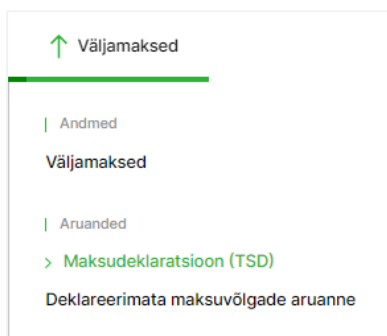 Väljamaksed
Andmed
Väljamaksed
Aruanded
Maksudeklaratsioon (TSD)
Deklareerimata maksuvõlgade aruanne